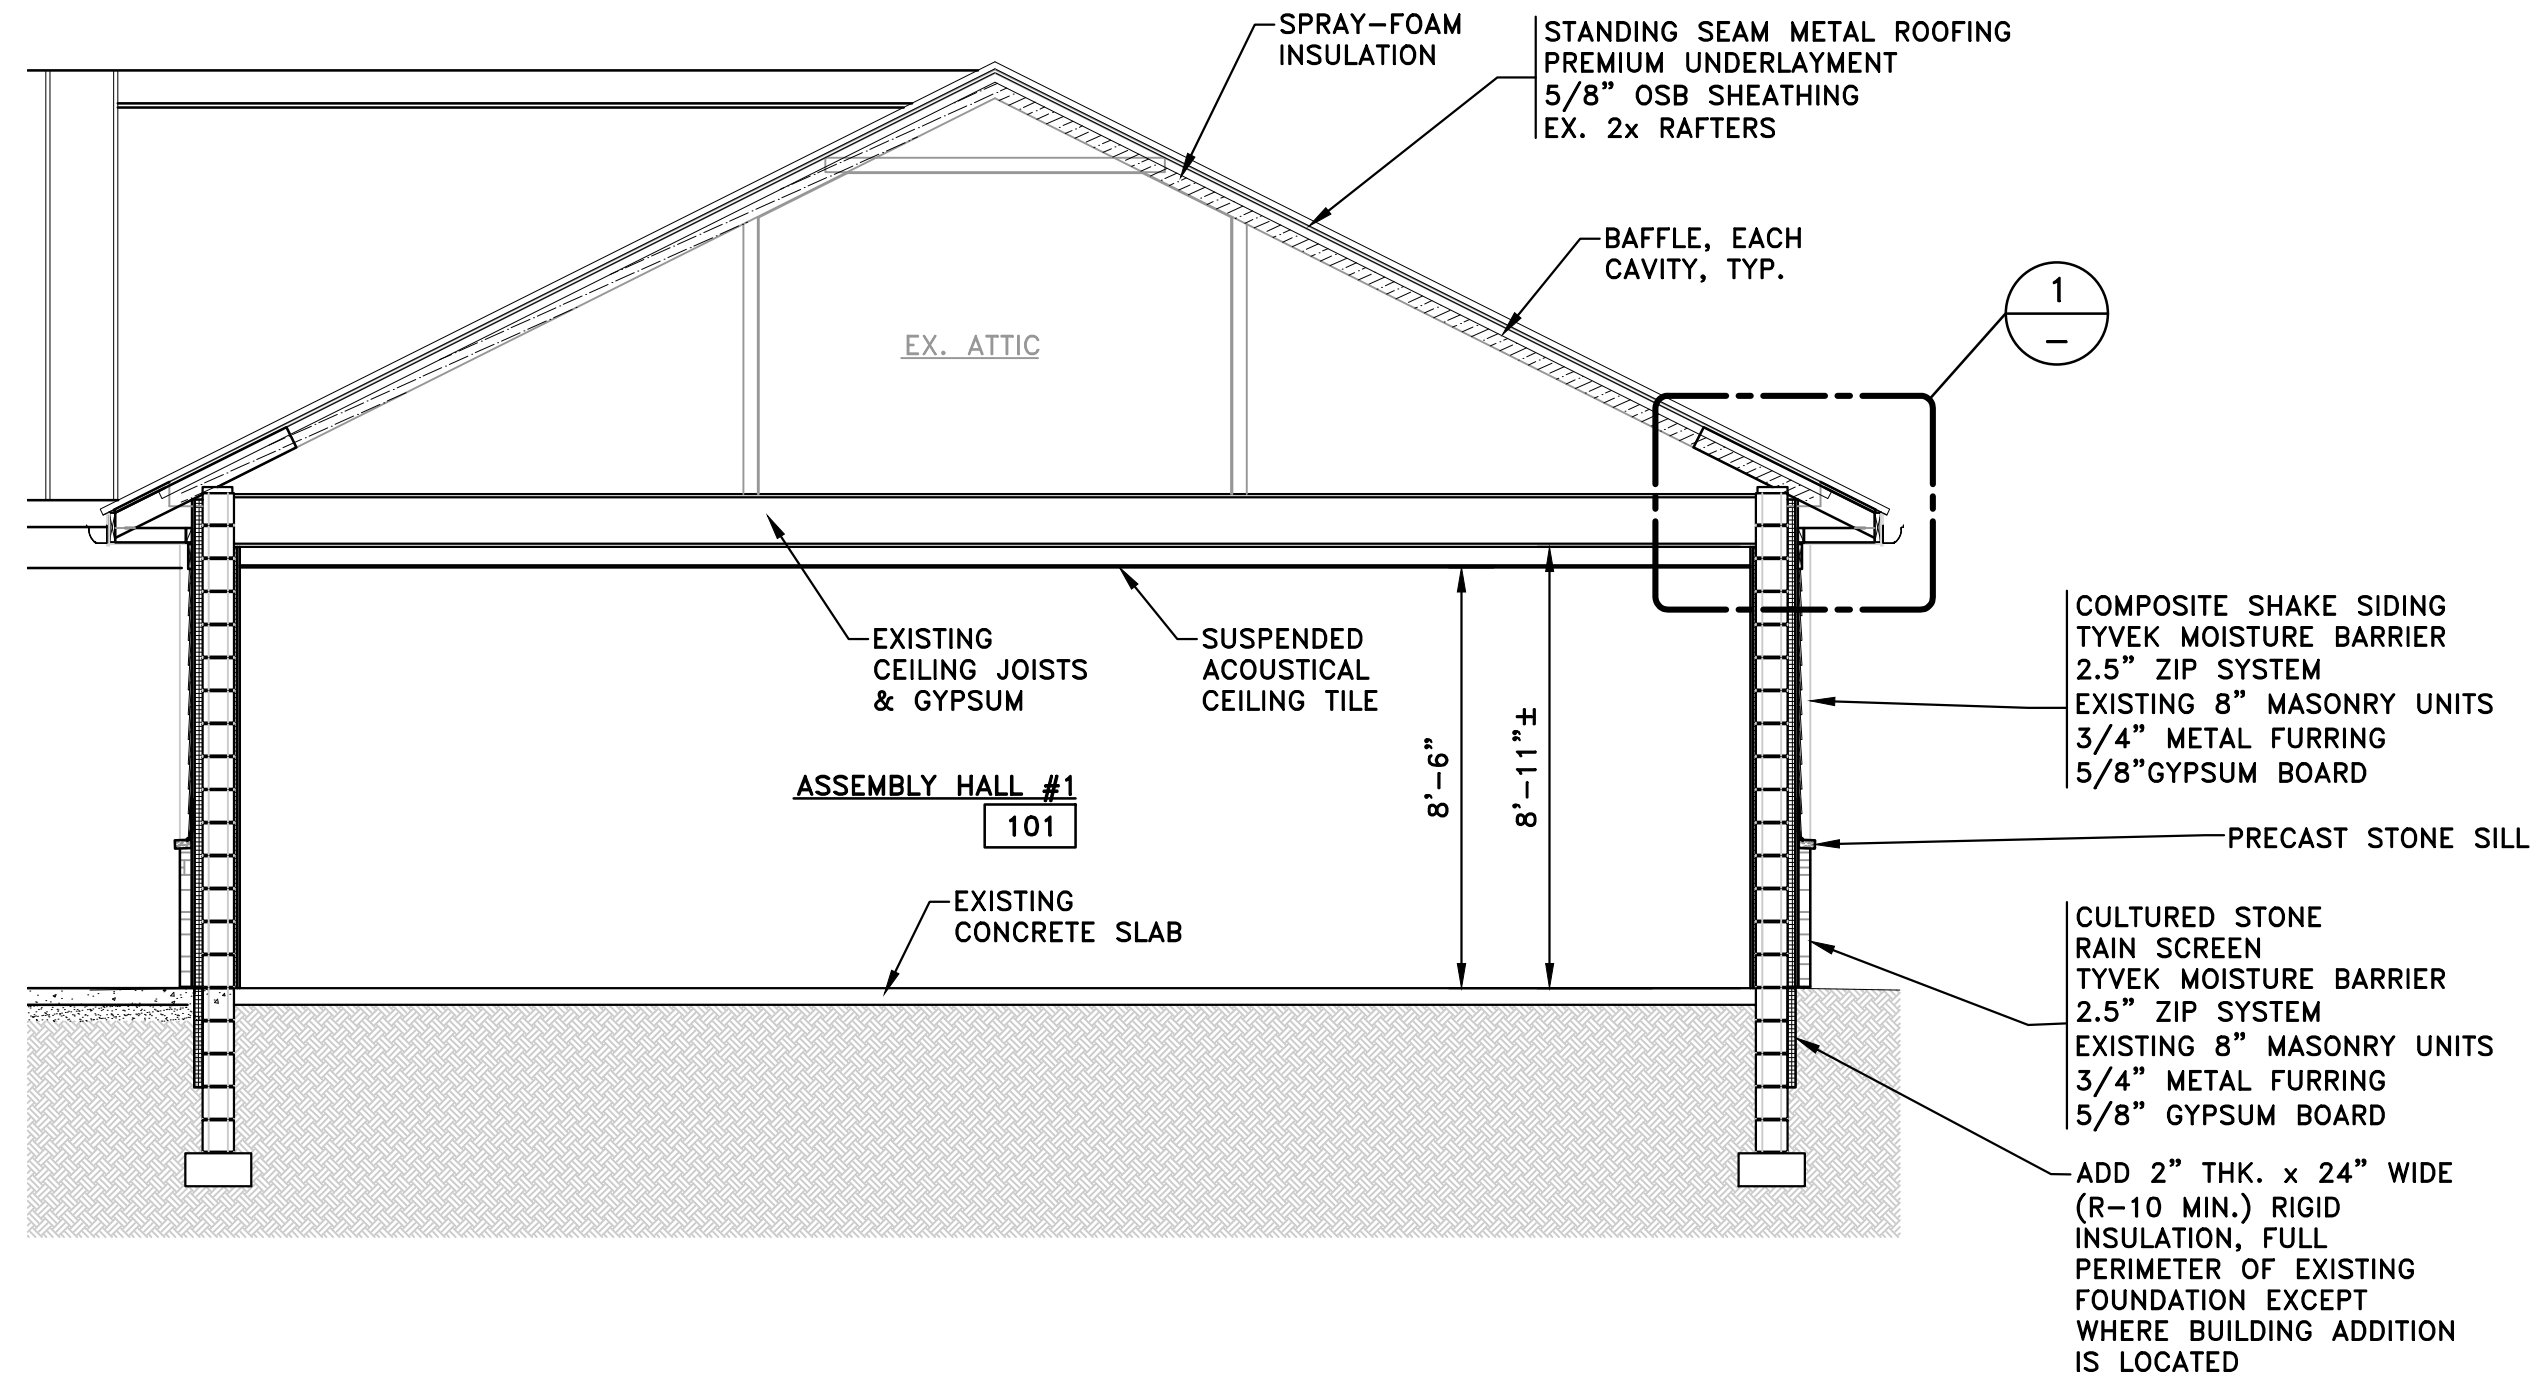 SPRAY-FOAM
INSULATION
STANDING SEAM METAL ROOFING
PREMIUM UNDERLAYMENT
5/8" OSB SHEATHING
EX. 2x RAFTERS
BAFFLE, EACH
CAVITY, TYP.
1
-
EX. ATTIC
EXISTING
CEILING JOISTS
& GYPSUM
SUSPENDED
ACOUSTICAL
CEILING TILE
8'-6"
8'-11"±
ASSEMBLY HALL #1
101
EXISTING
CONCRETE SLAB
COMPOSITE SHAKE SIDING
TYVEK MOISTURE BARRIER
2.5" ZIP SYSTEM
EXISTING 8" MASONRY UNITS
3/4" METAL FURRING
5/8"GYPSUM BOARD
PRECAST STONE SILL
CULTURED STONE
RAIN SCREEN
TYVEK MOISTURE BARRIER
2.5" ZIP SYSTEM
EXISTING 8" MASONRY UNITS
3/4" METAL FURRING
5/8" GYPSUM BOARD
ADD 2" THK. x 24" WIDE
(R-10 MIN.) RIGID
INSULATION, FULL
PERIMETER OF EXISTING
FOUNDATION EXCEPT
WHERE BUILDING ADDITION
IS LOCATED